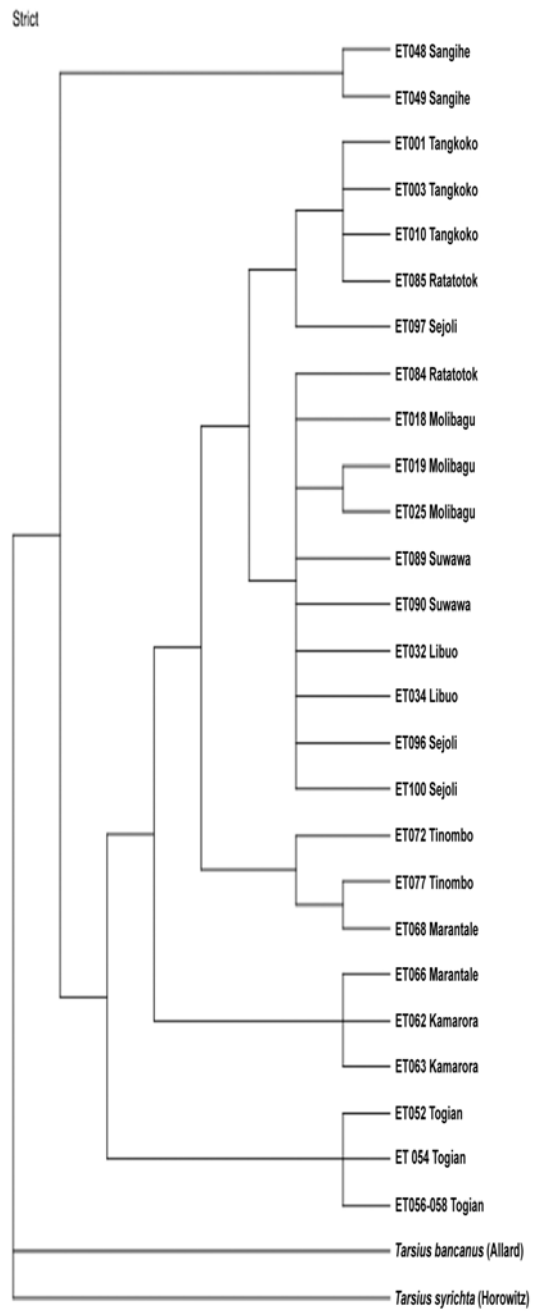 Strict
ET048 Sangihe
ET049 Sangihe
ET001 Tangkoko
ET003 Tangkoko
ET010 Tangkoko
ET085 Ratatotok
ET097 Sejoli
ET084 Ratatotok
ET018 Molibagu
ET019 Molibagu
ET025 Molibagu
ET089 Suwawa
ET090 Suwawa
ET032 Libuo
ET034 Libuo
ET096 Sejoli
ET100 Sejoli
ET072 Tinombo
ET077 Tinombo
ET068 Marantale
ET066 Marantale
ET062 Kamarora
ET063 Kamarora
ET052 Togian
ET 054 Togian
ET056-058 Togian
Tarsius bancanus (Allard)
Tarsius syrichta (Horowitz)